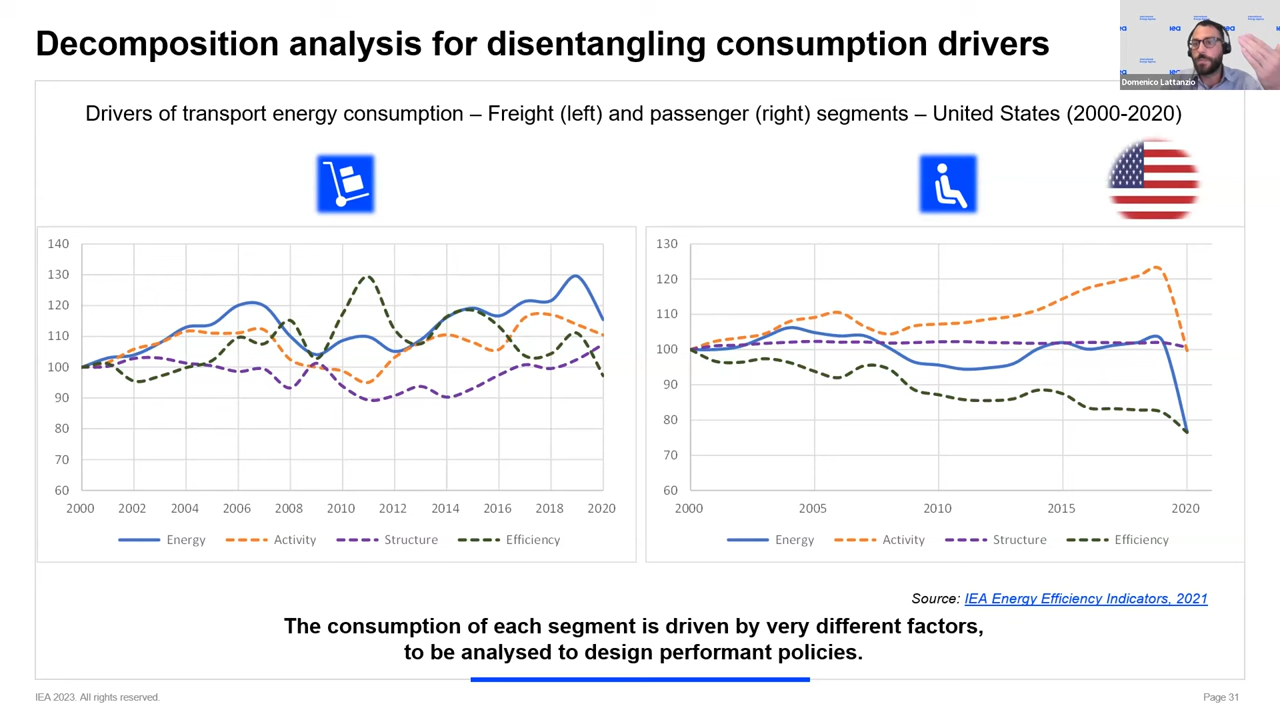 Decomposition analysis for disentangling consumption drivers
iea
iea
iea
iea
Domenico Lattanzio
Drivers of transport energy consumption – Freight (left) and passenger (right) segments – United States (2000-2020)
140
130
120
110
100
90
80
70
60
2000 2002 2004 2006 2008 2010 2012 2014 2016 2018 2020
Energy Activity Structure Efficiency
130
120
110
100
90
80
70
60
2000 2005 2010 2015 2020
Energy Activity Structure Efficiency
Source: IEA Energy Efficiency Indicators, 2021
The consumption of each segment is driven by very different factors,
to be analysed to design performant policies.
IEA 2023. All rights reserved.
Page 31